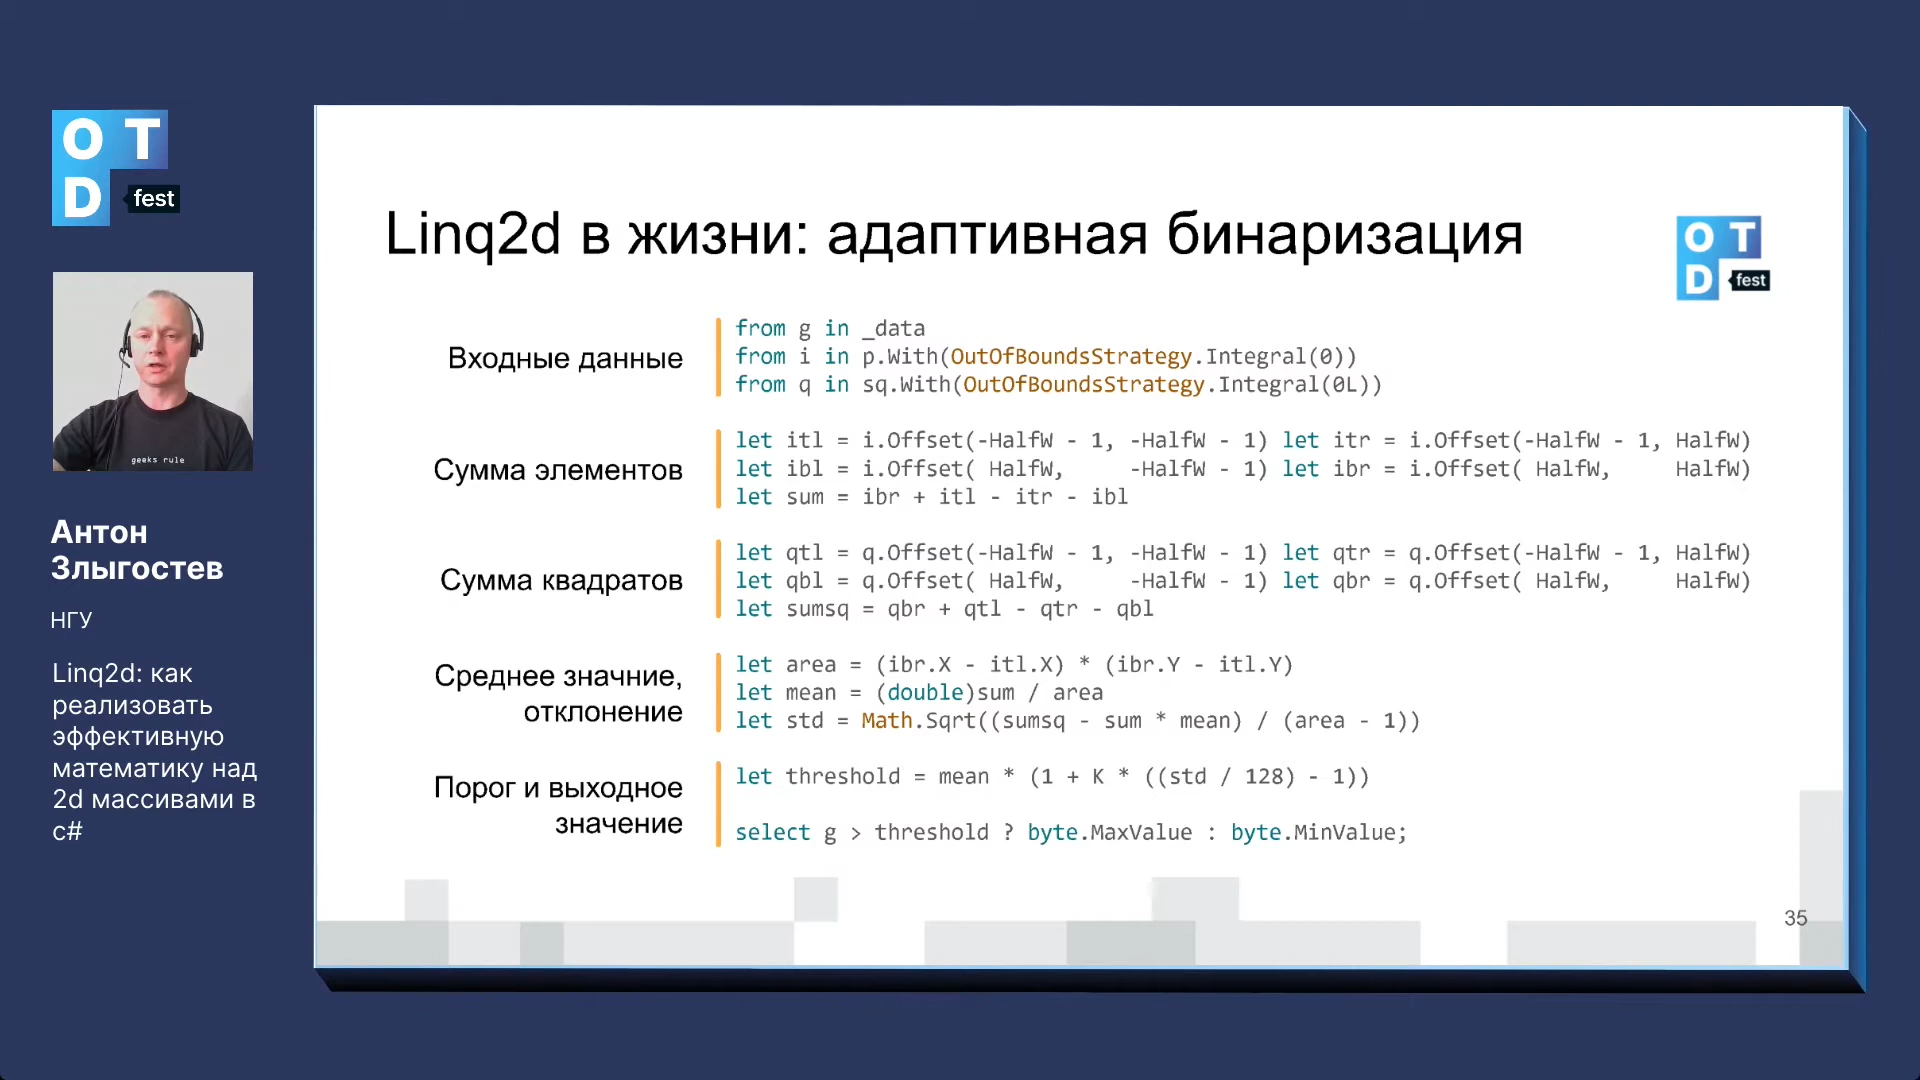 O T
D fest
geeks rule
Антон
Злыгостев
НГУ
Linq2d: как
реализовать
эффективную
математику над
2d массивами в
c#
Linq2d в жизни: адаптивная бинаризация
O T
D fest
Входные данные
from g in _data
from i in p.With(OutOfBoundsStrategy.Integral(0))
from q in sq.With(OutOfBoundsStrategy.Integral(0L))
Сумма элементов
let itl = i.Offset(-HalfW - 1, -HalfW - 1) let itr = i.Offset(-HalfW - 1, HalfW)
let ibl = i.Offset( HalfW,     -HalfW - 1) let ibr = i.Offset( HalfW,     HalfW)
let sum = ibr + itl - itr - ibl
Сумма квадратов
let qtl = q.Offset(-HalfW - 1, -HalfW - 1) let qtr = q.Offset(-HalfW - 1, HalfW)
let qbl = q.Offset( HalfW,     -HalfW - 1) let qbr = q.Offset( HalfW,     HalfW)
let sumsq = qbr + qtl - qtr - qbl
Среднее значние,
отклонение
let area = (ibr.X - itl.X) * (ibr.Y - itl.Y)
let mean = (double)sum / area
let std = Math.Sqrt((sumsq - sum * mean) / (area - 1))
Порог и выходное
значение
let threshold = mean * (1 + K * ((std / 128) - 1))
select g > threshold ? byte.MaxValue : byte.MinValue;
35